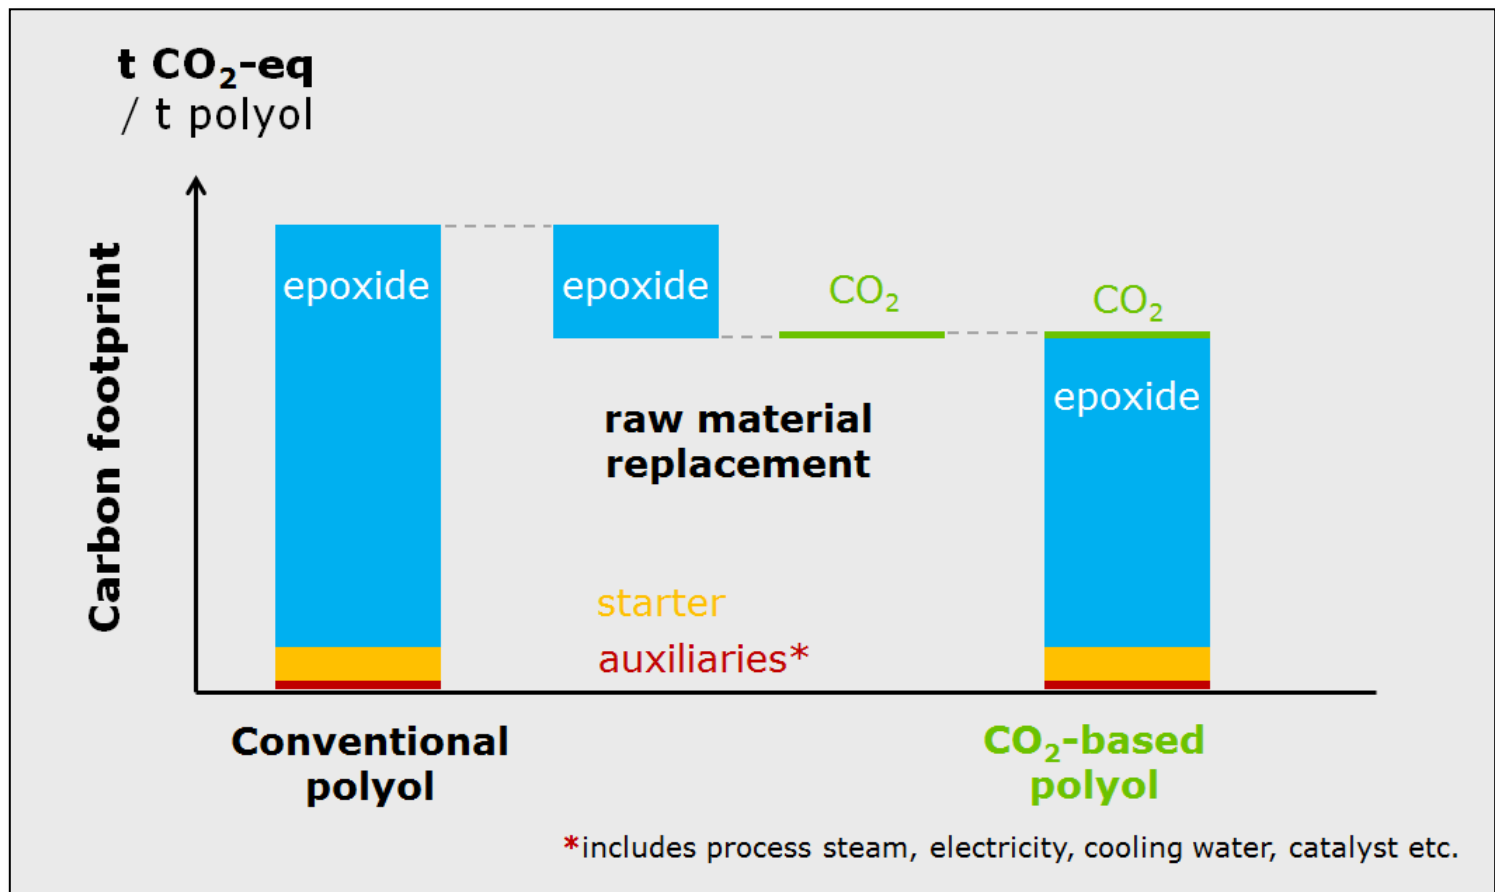 t CO₂-eq
/ t polyol
Carbon footprint
epoxide
epoxide
CO₂
CO₂
epoxide
raw material
replacement
starter
auxiliaries*
Conventional
polyol
CO₂-based
polyol
*includes process steam, electricity, cooling water, catalyst etc.